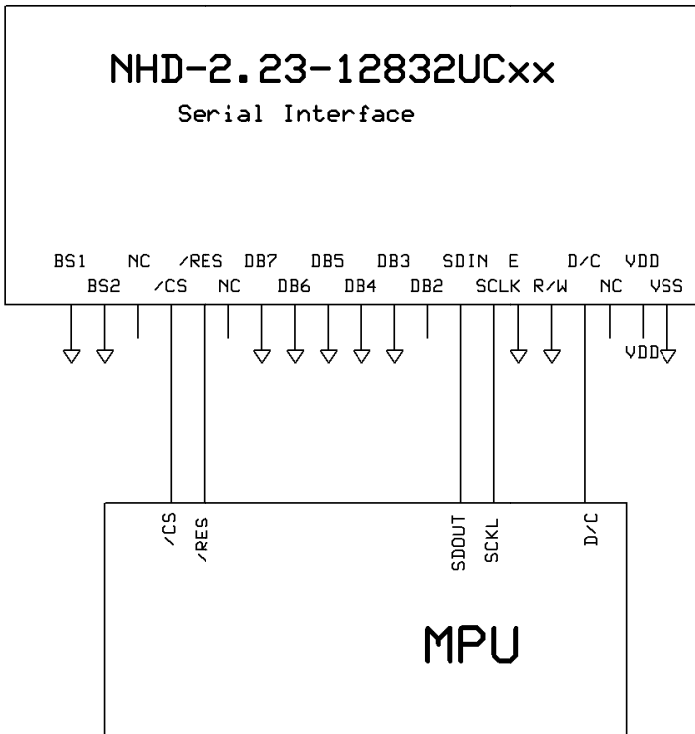 NHD-2.23-12832UCxx
Serial Interface
BS1 NC /RES DB7 DB5 DB3 SDIN E D/C VDD
BS2 /CS NC DB6 DB4 DB2 SCLK R/W NC VSS
VDD
/CS /RES SDOUT SCKL D/C
MPU